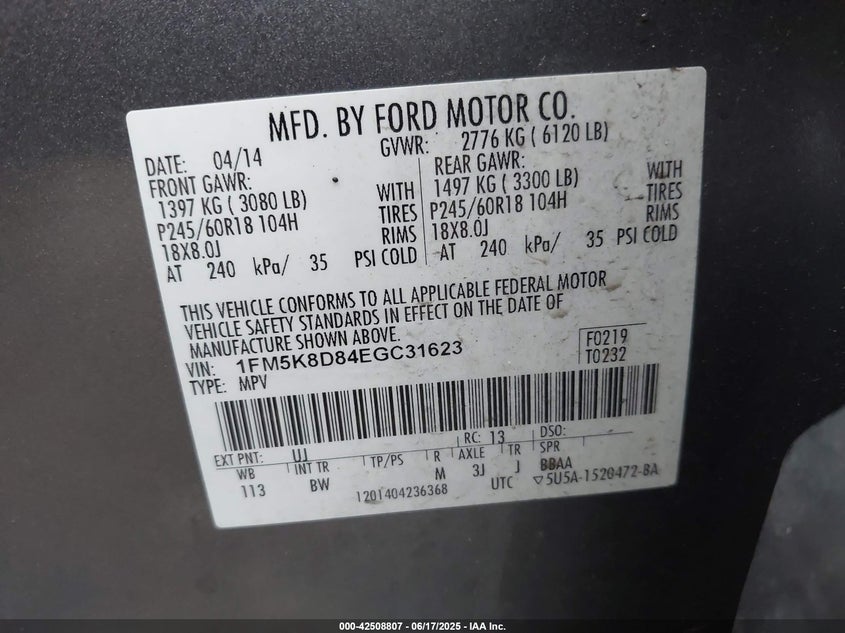 MFD. BY FORD MOTOR CO.
DATE: 04/14 GVWR: 2776 KG ( 6120 LB)
FRONT GAWR: REAR GAWR:
1397 KG ( 3080 LB) WITH 1497 KG ( 3300 LB) WITH
P245/60R18 104H TIRES P245/60R18 104H TIRES
18X8.0J RIMS 18X8.0J RIMS
AT 240 kPa/ 35 PSI COLD AT 240 kPa/ 35 PSI COLD
THIS VEHICLE CONFORMS TO ALL APPLICABLE FEDERAL MOTOR
VEHICLE SAFETY STANDARDS IN EFFECT ON THE DATE OF
MANUFACTURE SHOWN ABOVE.
VIN: 1FM5K8D84EGC31623 F0219
TYPE: MPV T0232
EXT PNT: UJ RC: 13 DSO:
WB INT TR TP/PS R AXLE TR SPR
113 BW M 3J J BBAA
1201404236368 UTC ▽5U5A-1520472-BA
000-42508807 - 06/17/2025 - IAA Inc.